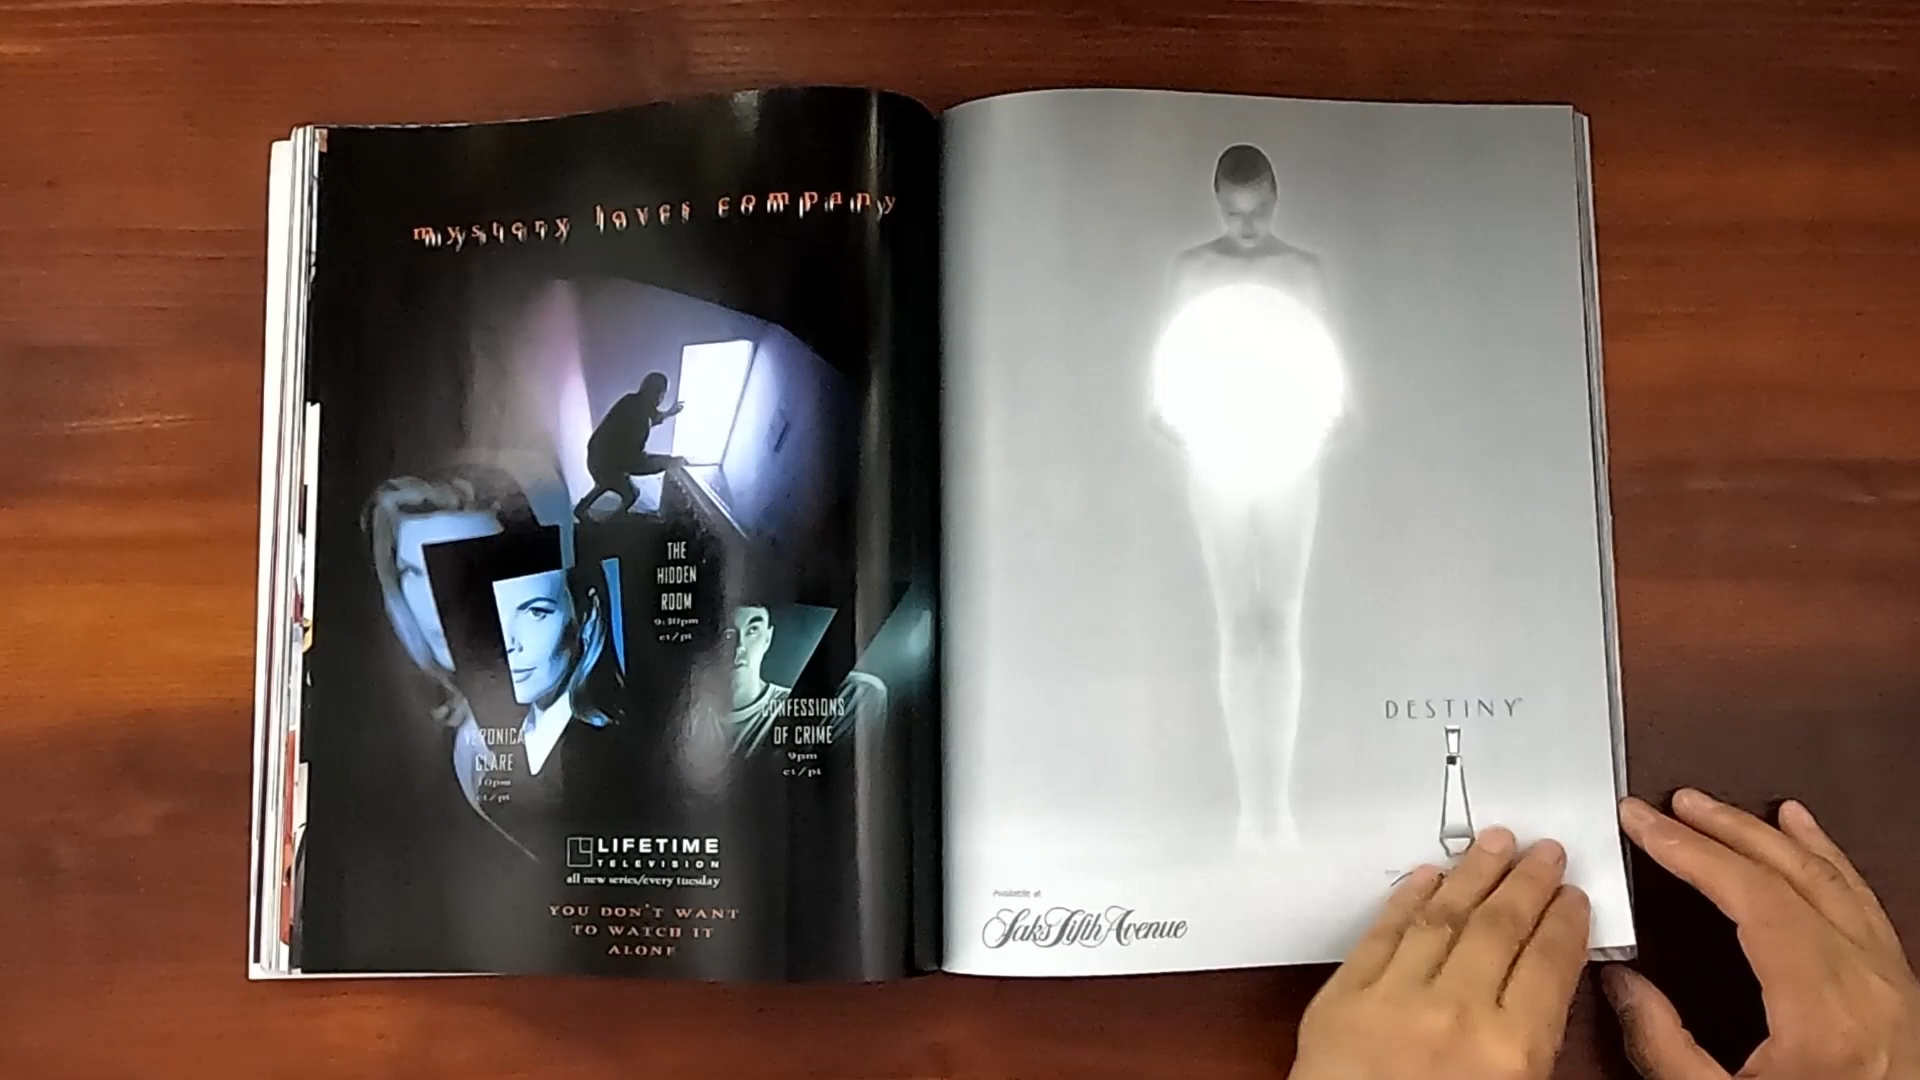 mystery loves company
THE
HIDDEN
ROOM
9:30pm
et/pt
CONFESSIONS
OF CRIME
9pm
et/pt
VERONICA
CLARE
10pm
et/pt
LIFETIME
TELEVISION
all new series/every tuesday
YOU DON'T WANT
TO WATCH IT
ALONE
DESTINY
Available at
Saks Fifth Avenue